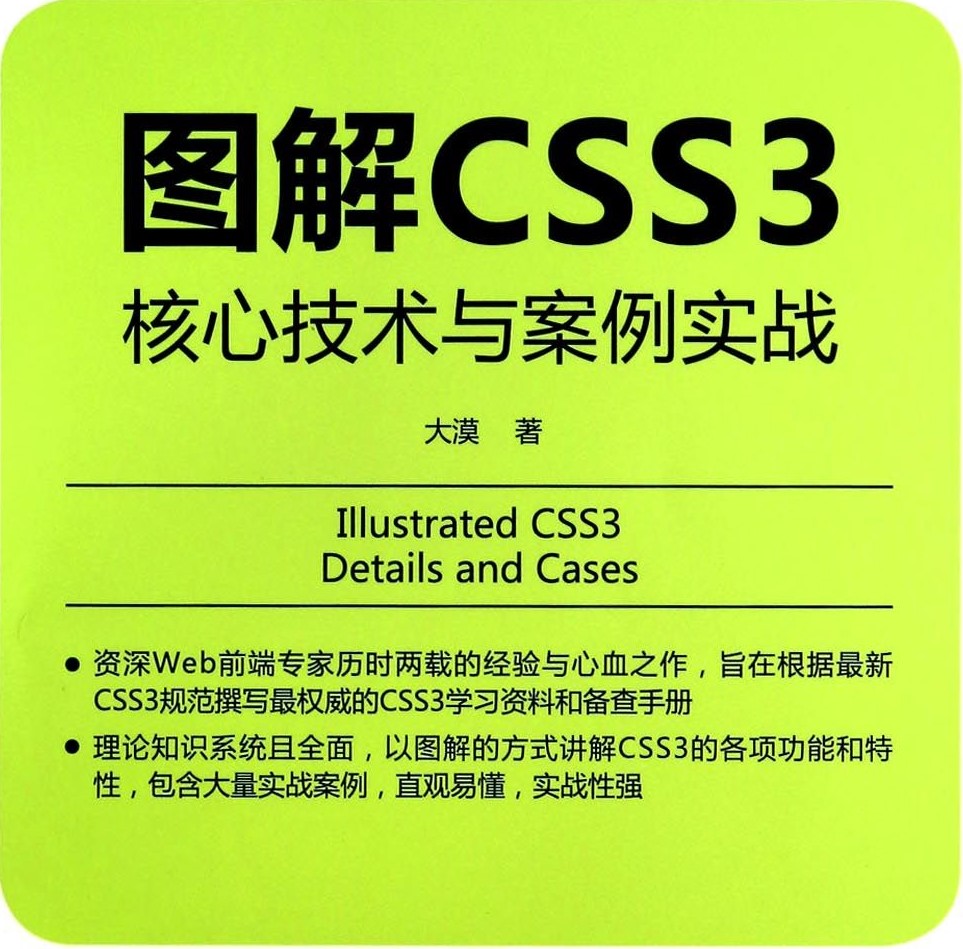 图解CSS3
核心技术与案例实战
大漠 著
Illustrated CSS3
Details and Cases
● 资深Web前端专家历时两载的经验与心血之作，旨在根据最新
CSS3规范撰写最权威的CSS3学习资料和备查手册
● 理论知识系统且全面，以图解的方式讲解CSS3的各项功能和特
性，包含大量实战案例，直观易懂，实战性强